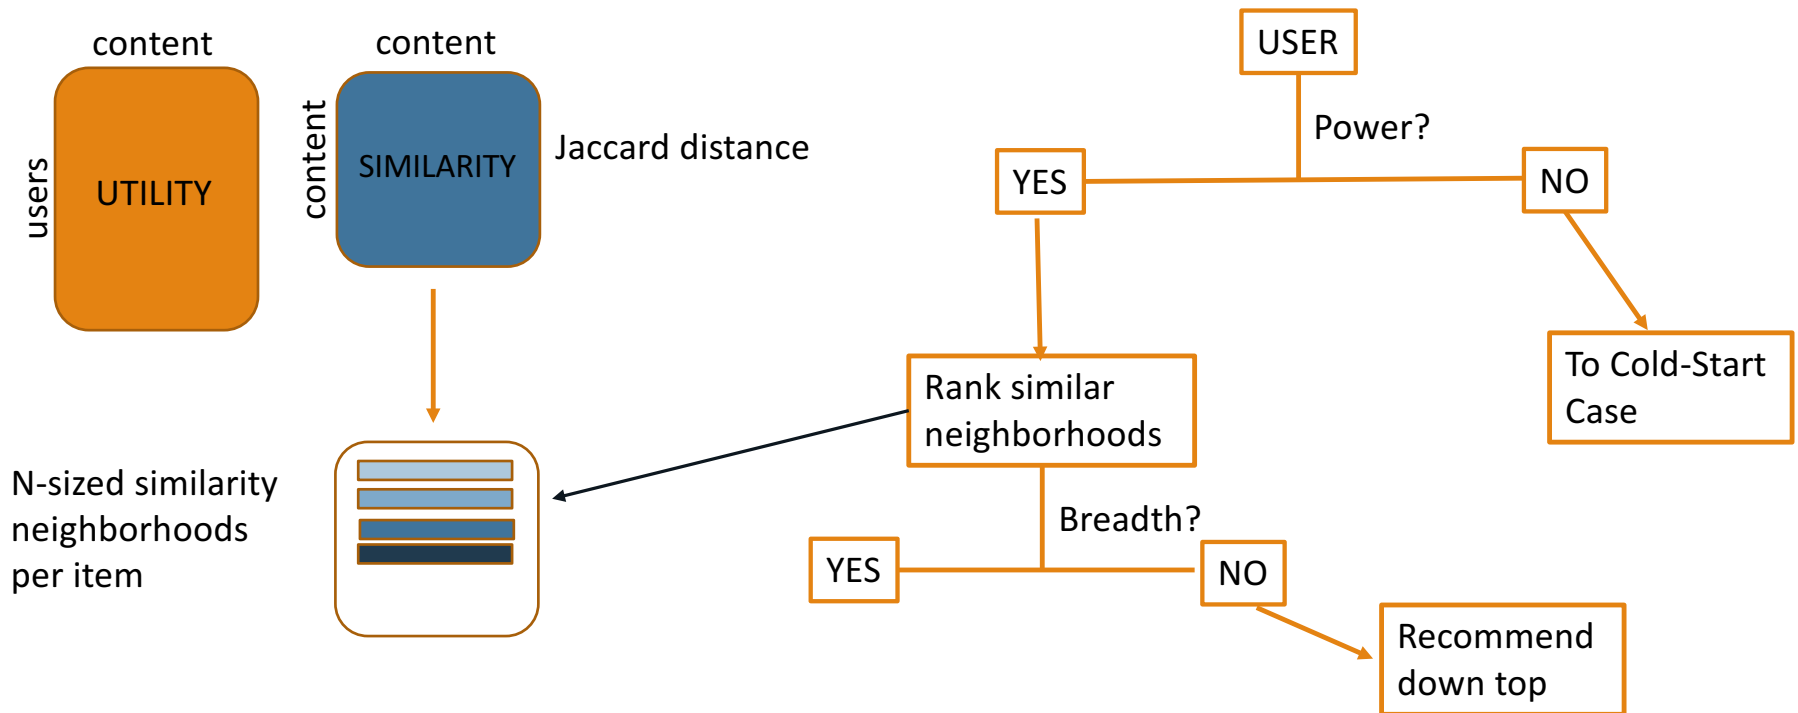 content
users
UTILITY
content
content
SIMILARITY
Jaccard distance
N-sized similarity
neighborhoods
per item
USER
Power?
YES
NO
Rank similar
neighborhoods
To Cold-Start
Case
Breadth?
YES
NO
Recommend
down top